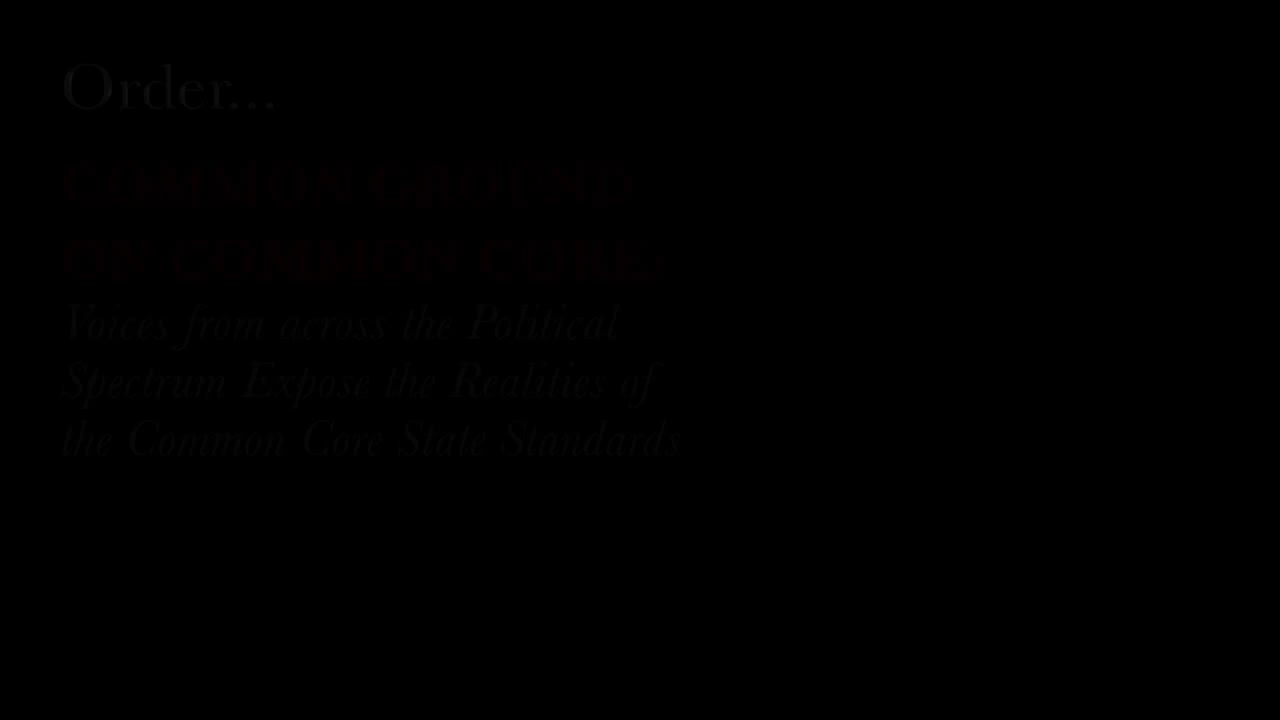 Order...
COMMON GROUND
ON COMMON CORE:
Voices from across the Political
Spectrum Expose the Realities of
the Common Core State Standards